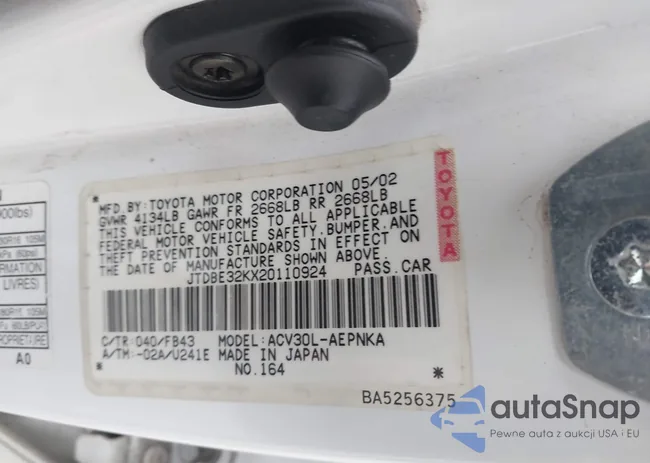 MFD. BY: TOYOTA MOTOR CORPORATION 05/02
GVWR 4134LB GAWR FR 2668LB RR 2668LB
THIS VEHICLE CONFORMS TO ALL APPLICABLE
FEDERAL MOTOR VEHICLE SAFETY, BUMPER, AND
THEFT PREVENTION STANDARDS IN EFFECT ON
THE DATE OF MANUFACTURE SHOWN ABOVE.
JTDBE32KX20110924 PASS. CAR
C/TR: 040/FB43 MODEL: ACV30L-AEPNKA
A/TM: -02A/U241E MADE IN JAPAN
NO. 164
BA5256375
TOYOTA
LITRES)
A0
autaSnap
Pewne auta z aukcji USA i EU